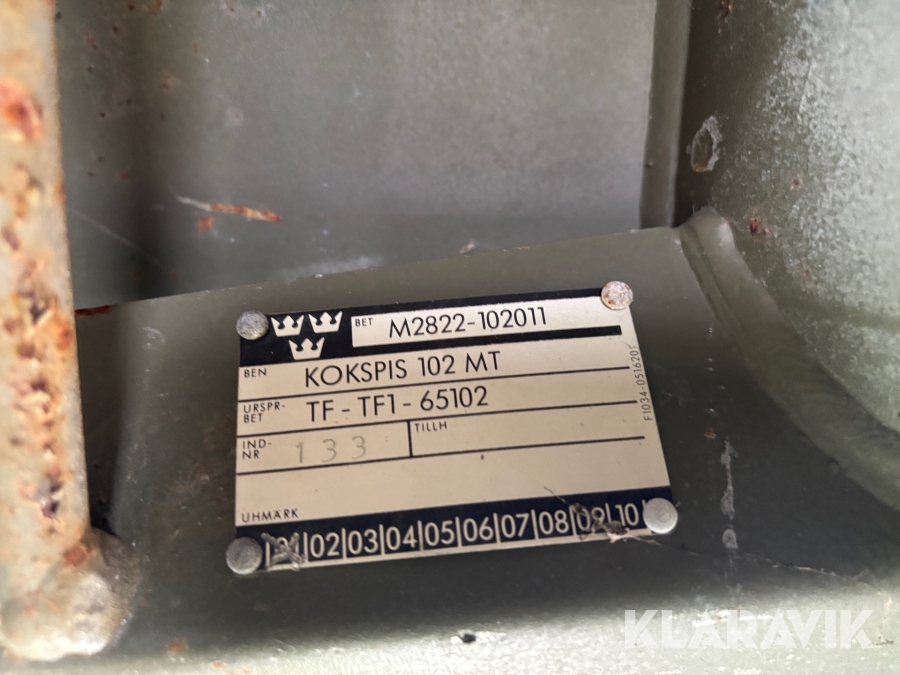 BET M2822-102011
BEN KOKSPIS 102 MT
URSPR-BET TF-TF1-65102
IND-NR 133 TILLH
UHMÄRK
01|02|03|04|05|06|07|08|09|10
F1034-051620
KLARAVIK